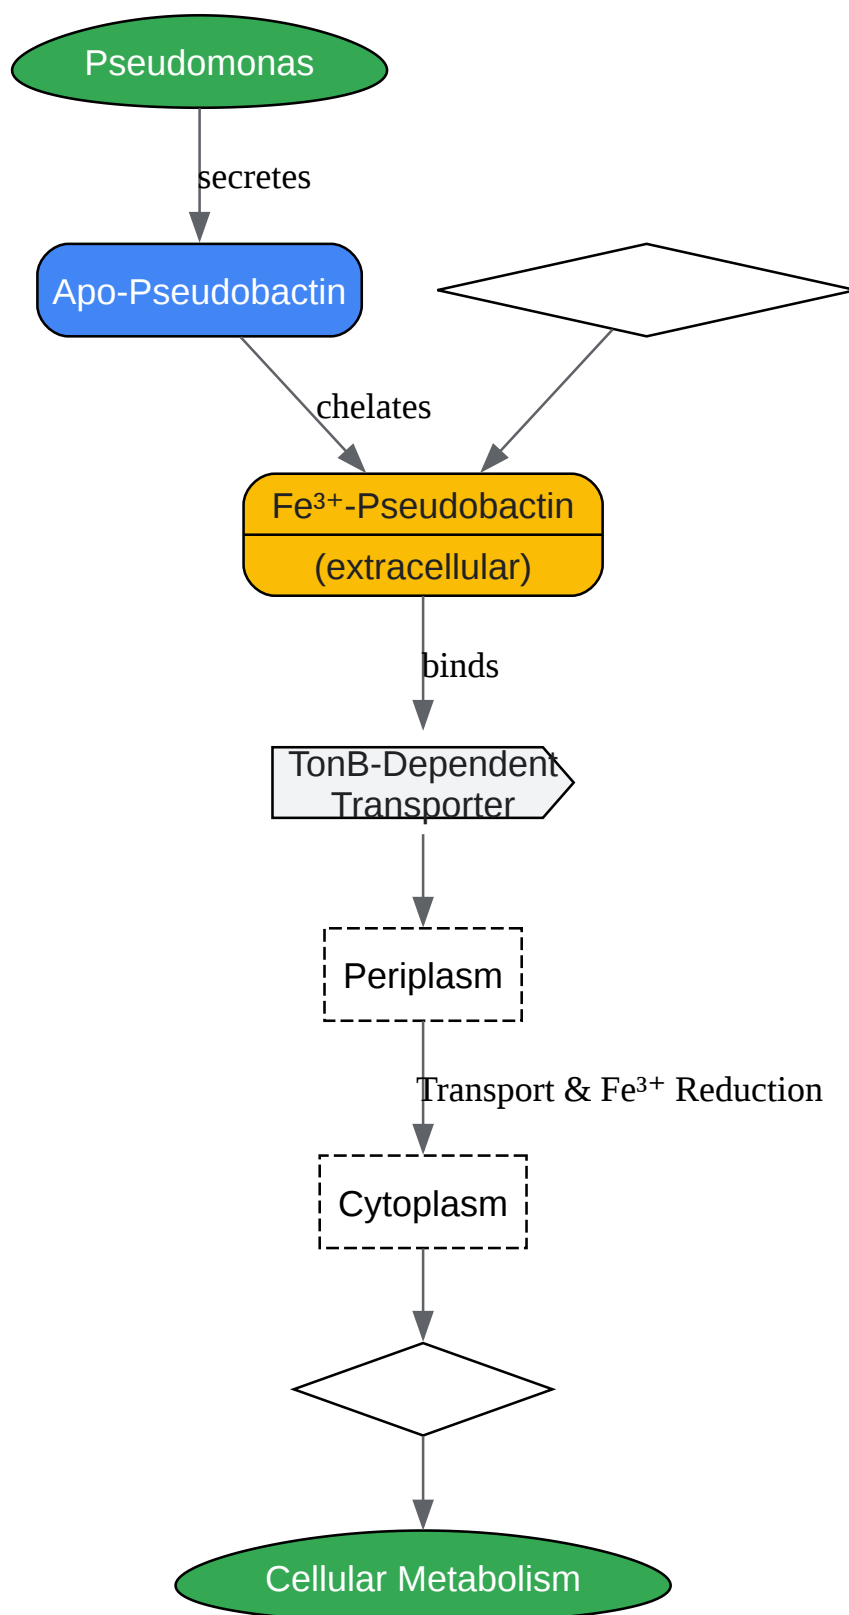 Pseudomonas
secretes
Apo-Pseudobactin
chelates
Fe³⁺-Pseudobactin
(extracellular)
binds
TonB-Dependent
Transporter
Periplasm
Transport & Fe³⁺ Reduction
Cytoplasm
Cellular Metabolism